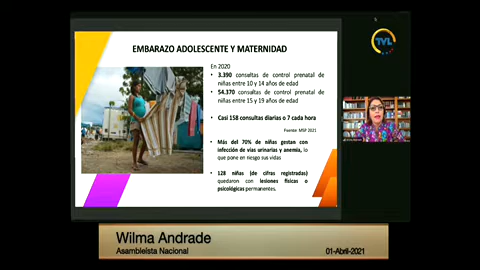 EMBARAZO ADOLESCENTE Y MATERNIDAD
En 2020
• 3.390 consultas de control prenatal de
niñas entre 10 y 14 años de edad
• 54.370 consultas de control prenatal de
niñas entre 15 y 19 años de edad
• Casi 158 consultas diarias o 7 cada hora
Fuente: MSP 2021
• Más del 70% de niñas gestan con
infección de vías urinarias y anemia, lo
que pone en riesgo sus vidas
• 128 niñas (de cifras registradas)
quedaron con lesiones físicas o
psicológicas permanentes.
TVL
Wilma Andrade
Asambleísta Nacional
01-Abril-2021